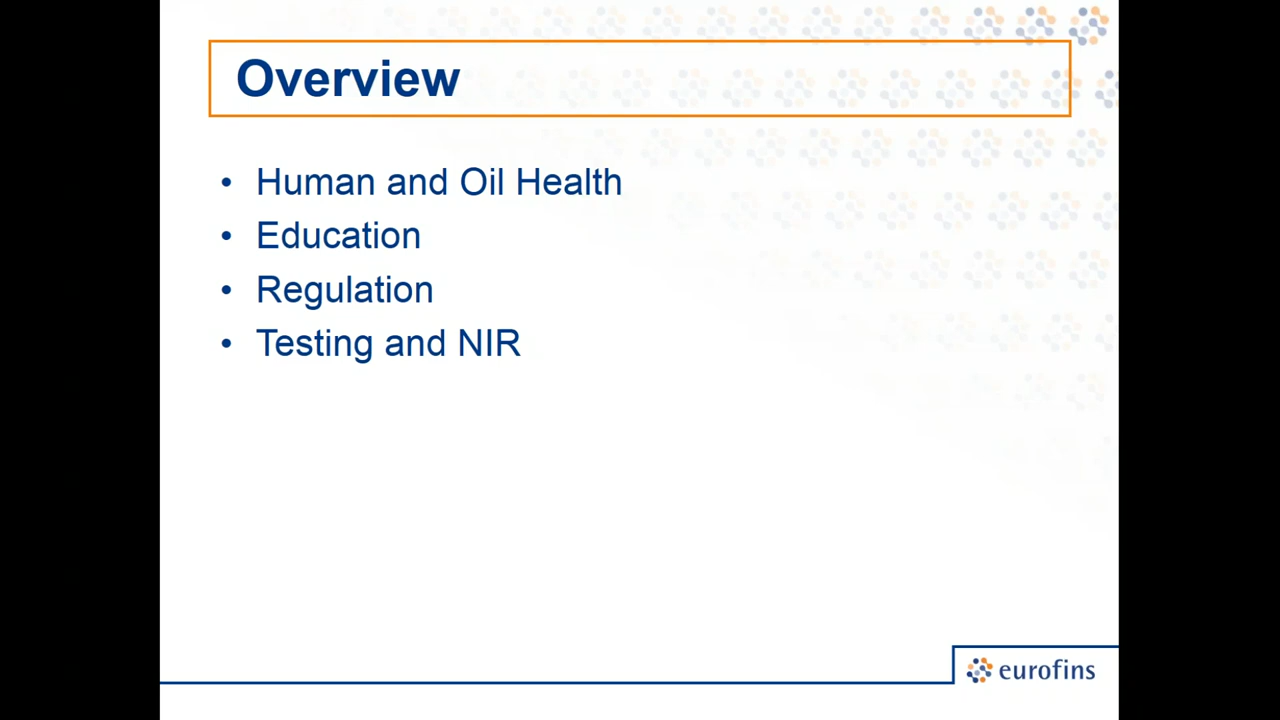 Overview
• Human and Oil Health
• Education
• Regulation
• Testing and NIR
eurofins